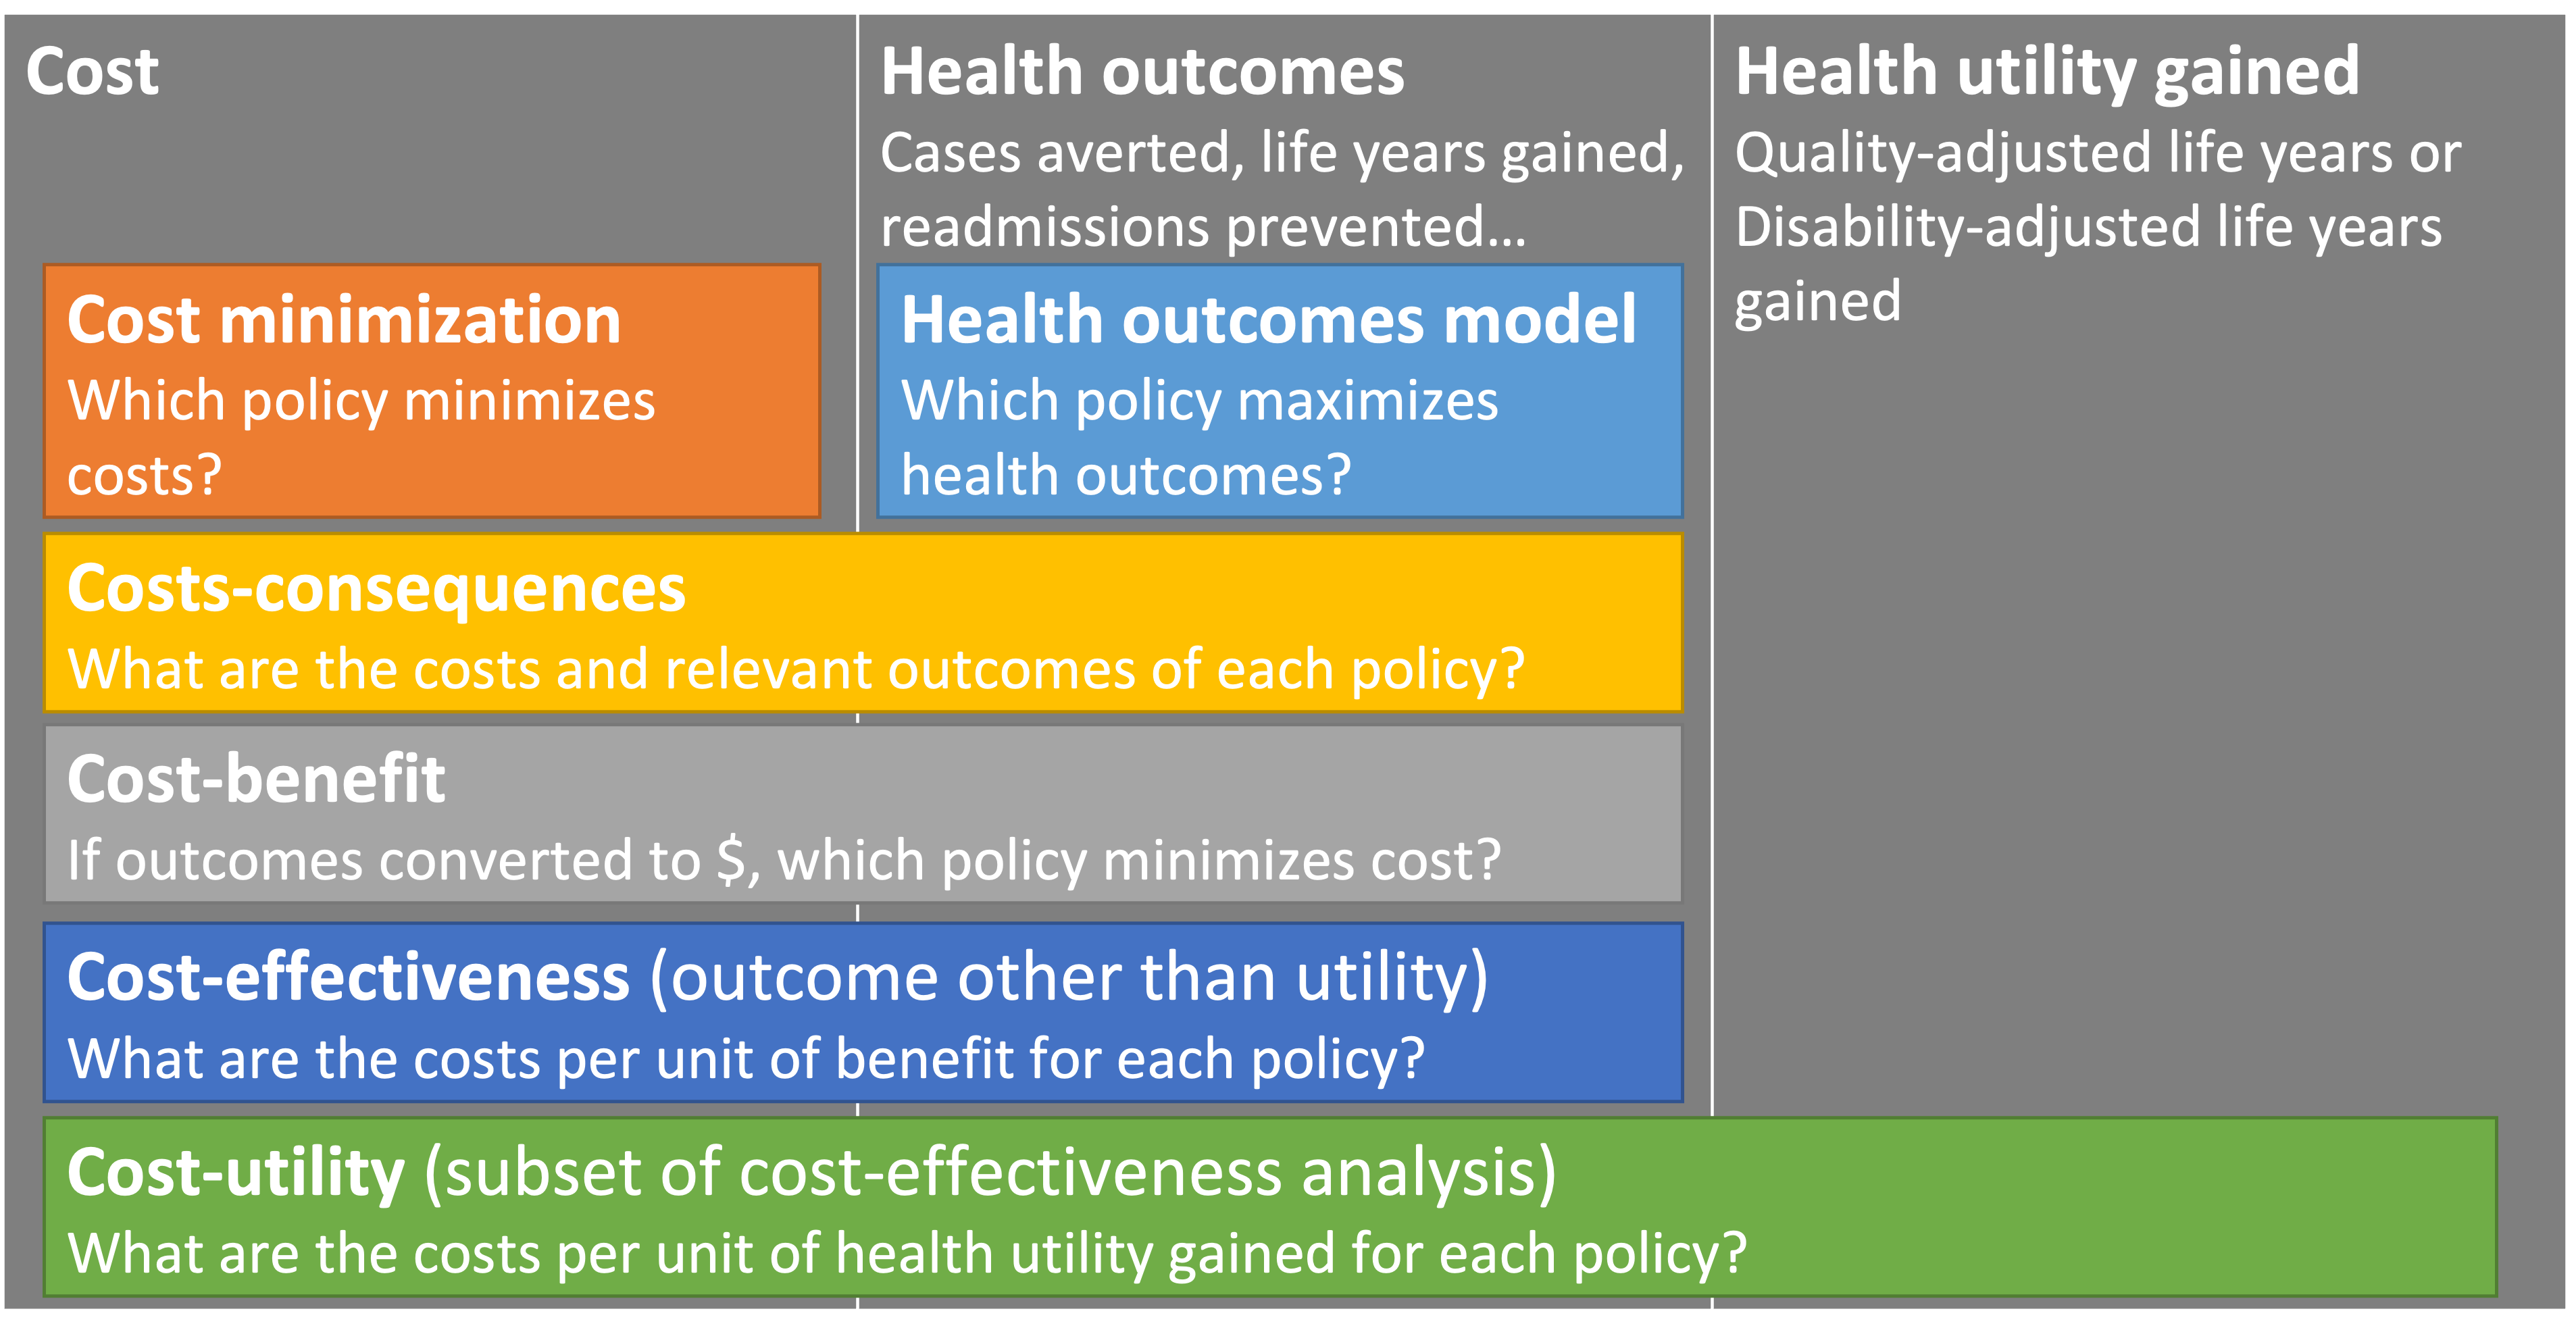 Cost
Health outcomes
Cases averted, life years gained,
readmissions prevented...
Health utility gained
Quality-adjusted life years or
Disability-adjusted life years
gained
Cost minimization
Which policy minimizes
costs?
Health outcomes model
Which policy maximizes
health outcomes?
Costs-consequences
What are the costs and relevant outcomes of each policy?
Cost-benefit
If outcomes converted to $, which policy minimizes cost?
Cost-effectiveness (outcome other than utility)
What are the costs per unit of benefit for each policy?
Cost-utility (subset of cost-effectiveness analysis)
What are the costs per unit of health utility gained for each policy?